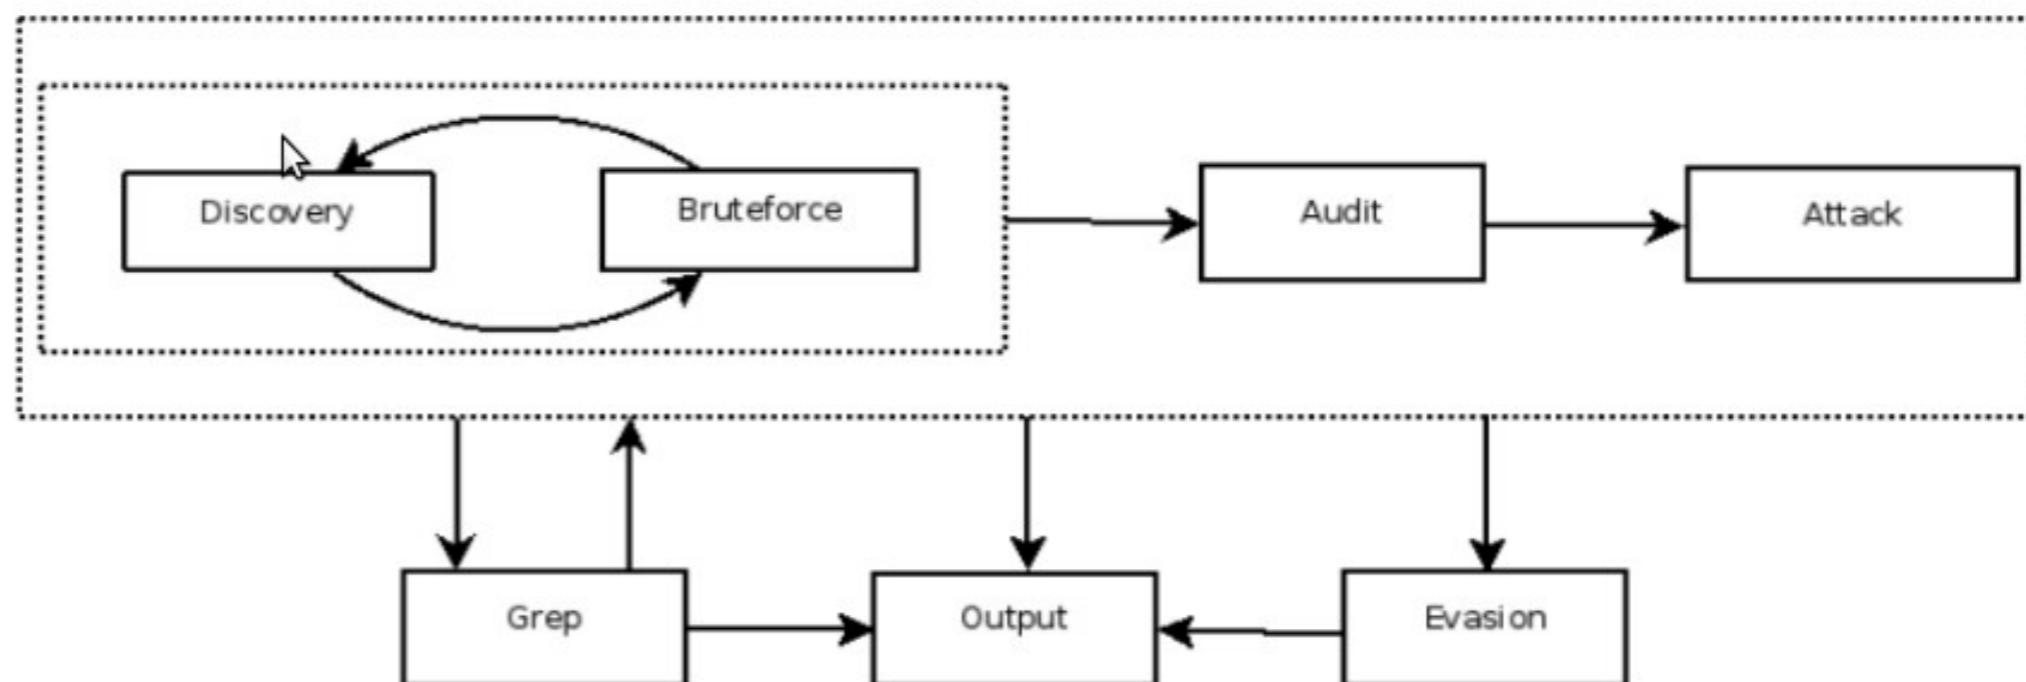 Discovery
Bruteforce
Audit
Attack
Grep
Output
Evasion